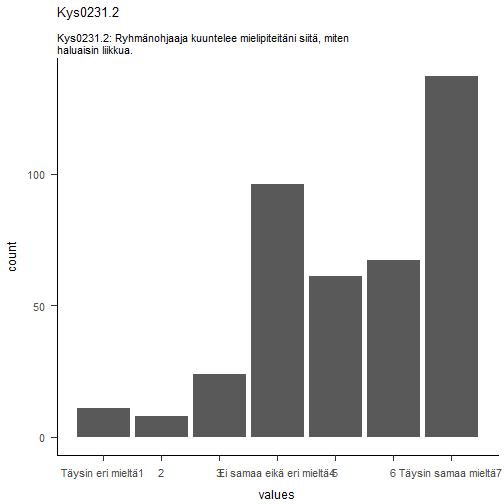 Kys0231.2
Kys0231.2: Ryhmänohjaaja kuuntelee mielipiteitäni siitä, miten
haluaisin liikkua.
count
100
50
0
Täysin eri mieltä1 2 3 Ei samaa eikä eri mieltä4 5 6 Täysin samaa mieltä7
values